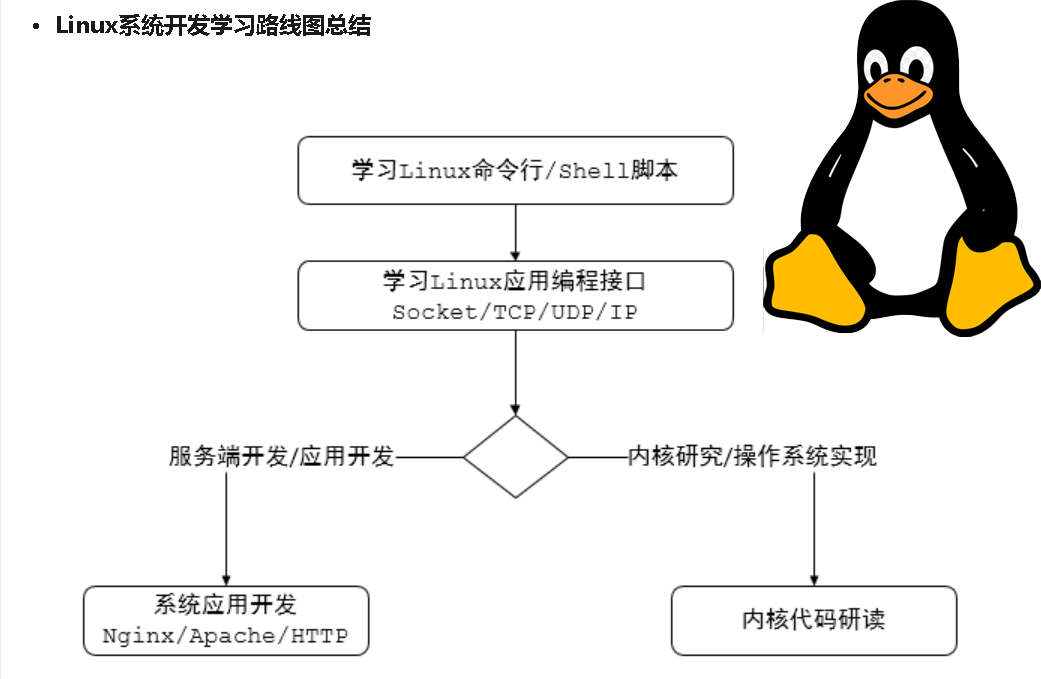 Linux系统开发学习路线图总结
学习Linux命令行/Shell脚本
学习Linux应用编程接口
Socket/TCP/UDP/IP
服务端开发/应用开发
内核研究/操作系统实现
系统应用开发
Nginx/Apache/HTTP
内核代码研读